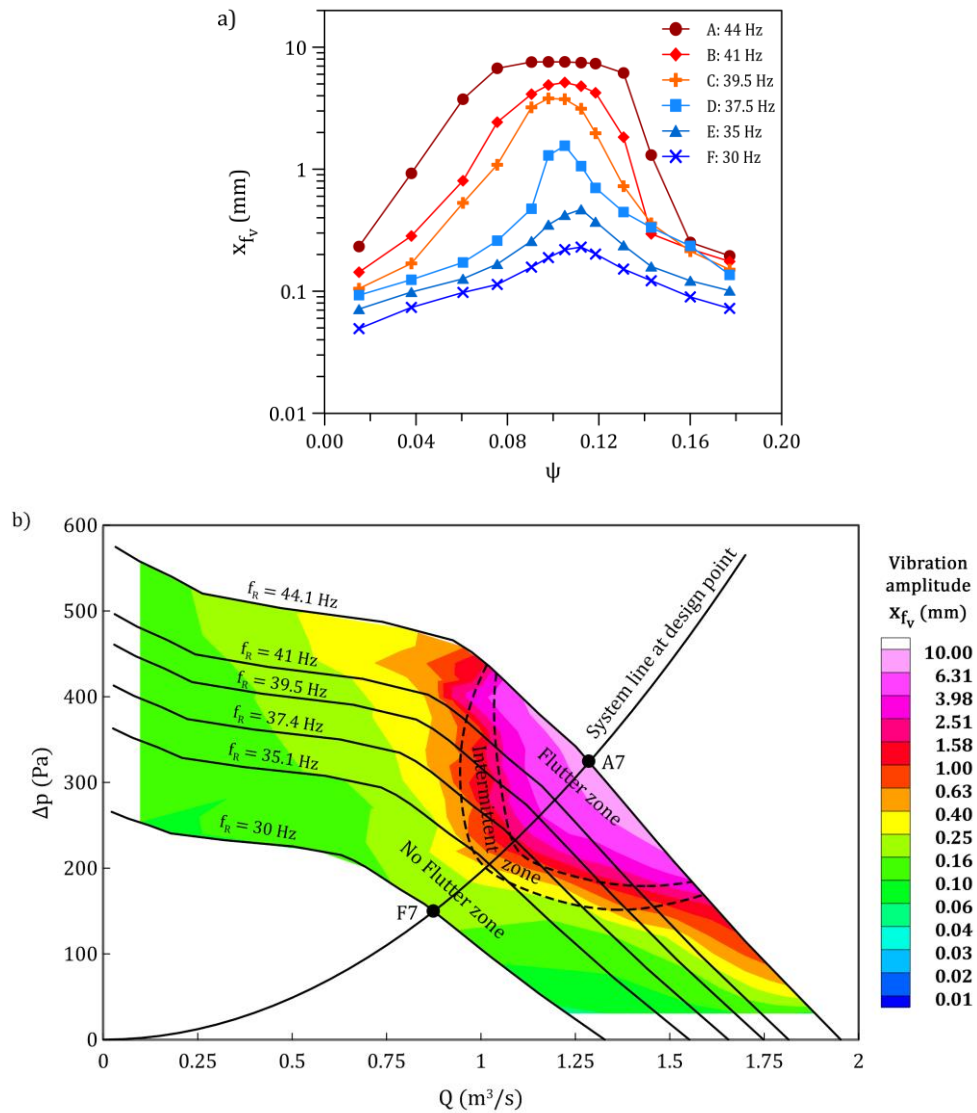 a)
10
1
0.1
0.01
x_fv (mm)
0.00 0.04 0.08 0.12 0.16 0.20
ψ
A: 44 Hz
B: 41 Hz
C: 39.5 Hz
D: 37.5 Hz
E: 35 Hz
F: 30 Hz
b)
600
500
400
300
200
100
0
Δp (Pa)
0 0.25 0.5 0.75 1 1.25 1.5 1.75 2
Q (m³/s)
f_R = 44.1 Hz
f_R = 41 Hz
f_R = 39.5 Hz
f_R = 37.4 Hz
f_R = 35.1 Hz
f_R = 30 Hz
System line at design point
Flutter zone
Intermittent zone
No Flutter zone
A7
F7
Vibration
amplitude
x_fv (mm)
10.00
6.31
3.98
2.51
1.58
1.00
0.63
0.40
0.25
0.16
0.10
0.06
0.04
0.03
0.02
0.01